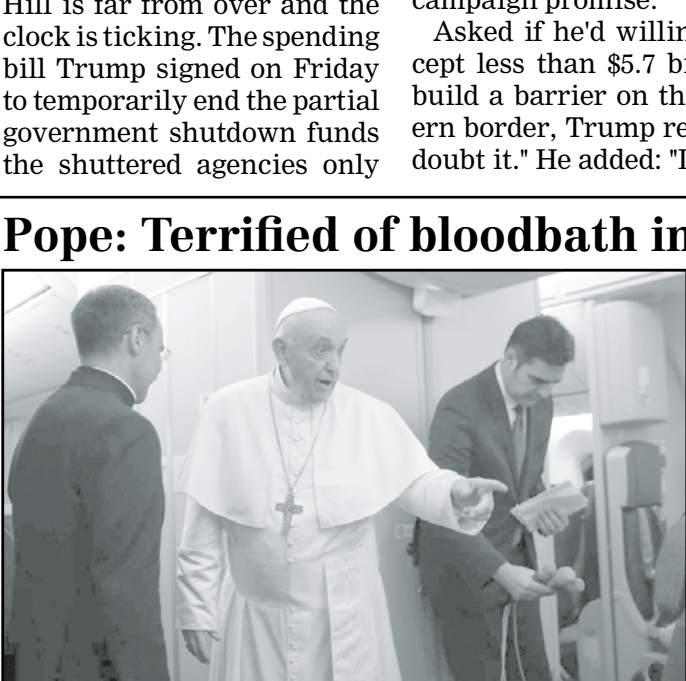 Hill is far from over and the
clock is ticking. The spending
bill Trump signed on Friday
to temporarily end the partial
government shutdown funds
the shuttered agencies only
campaign promise.
Asked if he'd willin
cept less than $5.7 bi
build a barrier on th
ern border, Trump re
doubt it." He added: "I
Pope: Terrified of bloodbath in